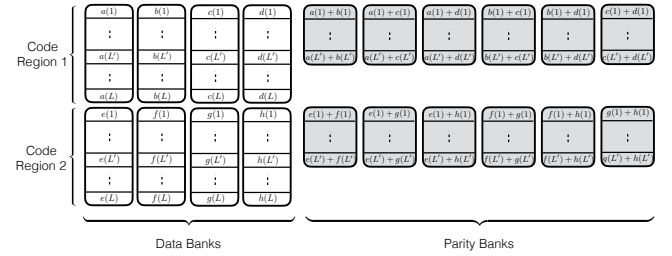 a(1) b(1) c(1) d(1) a(1) + b(1) a(1) + c(1) a(1) + d(1) b(1) + c(1) b(1) + d(1) c(1) + d(1)
Code
Region 1
a(L') b(L') c(L') d(L') a(L') + b(L') a(L') + c(L') a(L') + d(L') b(L') + c(L') b(L') + d(L') c(L') + d(L')
a(L) b(L) c(L) d(L)
e(1) f(1) g(1) h(1) e(1) + f(1) e(1) + g(1) e(1) + h(1) f(1) + g(1) f(1) + h(1) g(1) + h(1)
Code
Region 2
e(L') f(L') g(L') h(L') e(L') + f(L') e(L') + g(L') e(L') + h(L') f(L') + g(L') f(L') + h(L') g(L') + h(L')
e(L) f(L) g(L) h(L)
Data Banks Parity Banks